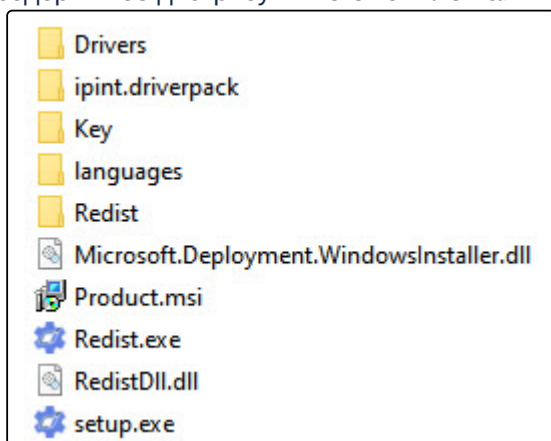 Drivers
ipint.driverpack
Key
languages
Redist
Microsoft.Deployment.WindowsInstaller.dll
Product.msi
Redist.exe
RedistDll.dll
setup.exe